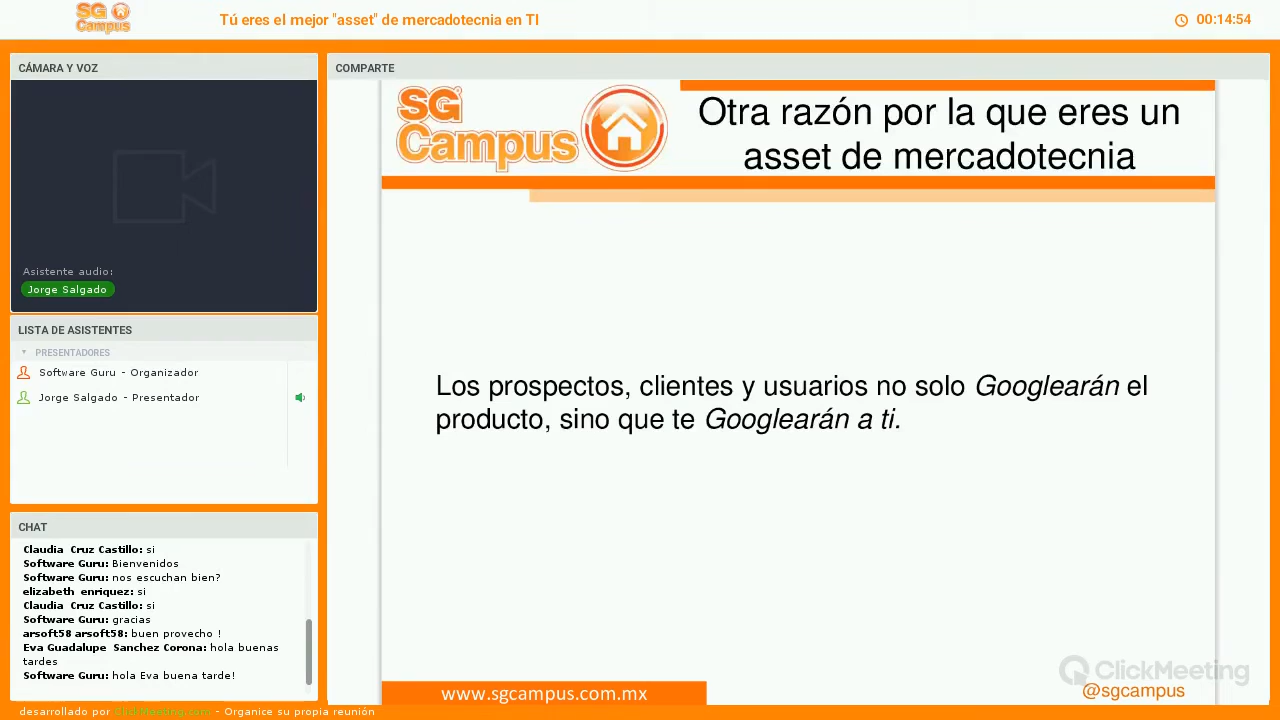 SG Campus
Tú eres el mejor "asset" de mercadotecnia en TI
00:14:54
CÁMARA Y VOZ
Asistente audio:
Jorge Salgado
LISTA DE ASISTENTES
PRESENTADORES
Software Guru - Organizador
Jorge Salgado - Presentador
CHAT
Claudia Cruz Castillo: si
Software Guru: Bienvenidos
Software Guru: nos escuchan bien?
elizabeth enriquez: si
Claudia Cruz Castillo: si
Software Guru: gracias
arsoft58 arsoft58: buen provecho !
Eva Guadalupe Sanchez Corona: hola buenas
tardes
Software Guru: hola Eva buena tarde!
desarrollado por ClickMeeting.com - Organice su propia reunión
COMPARTE
SG
Campus
Otra razón por la que eres un
asset de mercadotecnia
Los prospectos, clientes y usuarios no solo Googlearán el
producto, sino que te Googlearán a ti.
ClickMeeting
www.sgcampus.com.mx
@sgcampus